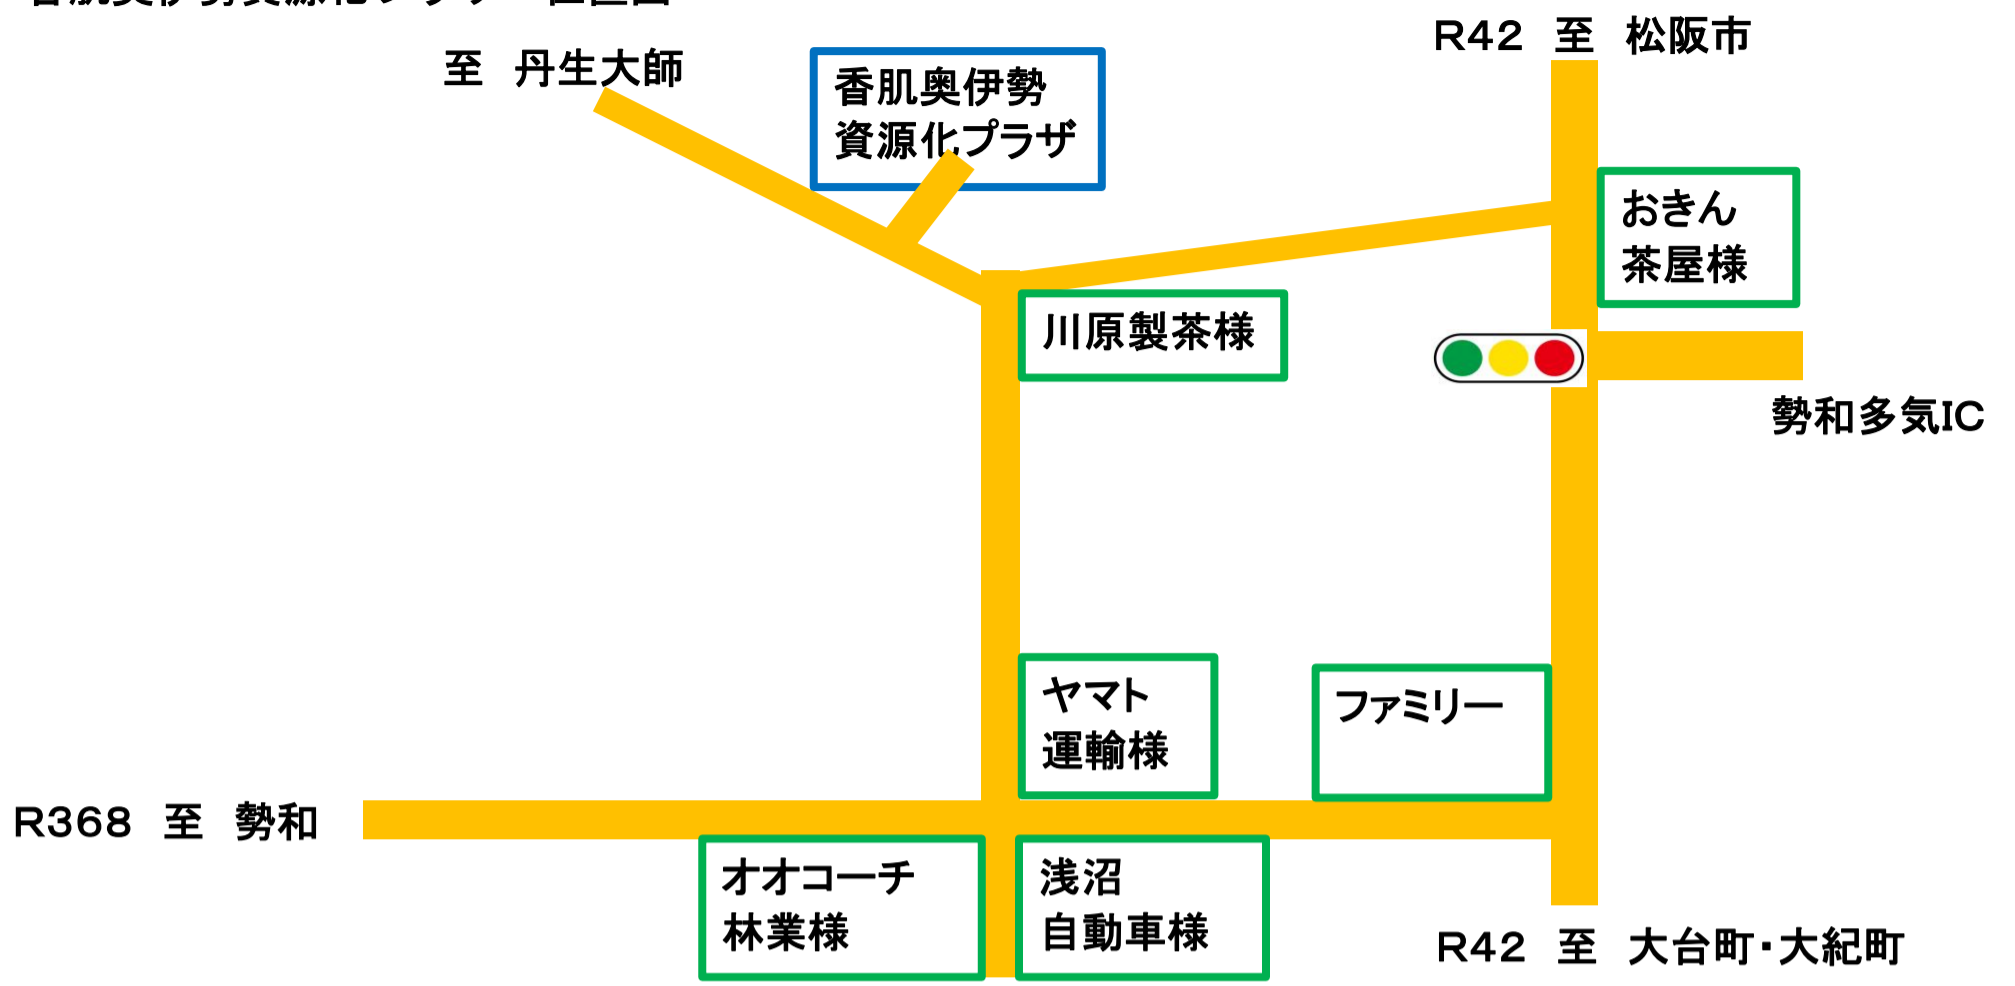 R42 至 松阪市
至 丹生大師
香肌奥伊勢
資源化プラザ
おきん
茶屋様
川原製茶様
勢和多気IC
ヤマト
運輸様
ファミリー
R368 至 勢和
オオコーチ
林業様
浅沼
自動車様
R42 至 大台町・大紀町